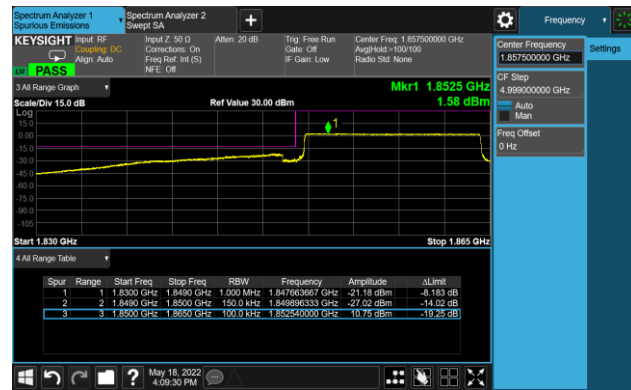 Spectrum Analyzer 1
Spurious Emissions
Spectrum Analyzer 2
Swept SA
+
Frequency
KEYSIGHT
Input: RF
Coupling: DC
Align: Auto
Input Z: 50 Ω
Corrections: On
Freq Ref: Int (S)
NFE: Off
Atten: 20 dB
Trig: Free Run
Gate: Off
IF Gain: Low
Center Freq: 1.857500000 GHz
Avg|Hold:>100/100
Radio Std: None
PASS
3 All Range Graph
Mkr1 1.8525 GHz
Scale/Div 15.0 dB
Ref Value 30.00 dBm
1.58 dBm
Log
15.0
0.00
-15.0
-30.0
-45.0
-60.0
-75.0
-90.0
-105
1
Start 1.830 GHz
Stop 1.865 GHz
4 All Range Table
Spur Range Start Freq Stop Freq RBW Frequency Amplitude ΔLimit
1 1 1.8300 GHz 1.8490 GHz 1.000 MHz 1.847663667 GHz -21.18 dBm -8.183 dB
2 2 1.8490 GHz 1.8500 GHz 150.0 kHz 1.849896333 GHz -27.02 dBm -14.02 dB
3 3 1.8500 GHz 1.8650 GHz 100.0 kHz 1.852540000 GHz 10.75 dBm -19.25 dB
Center Frequency
1.857500000 GHz
Settings
CF Step
4.999000000 GHz
Auto
Man
Freq Offset
0 Hz
?
May 18, 2022
4:09:30 PM